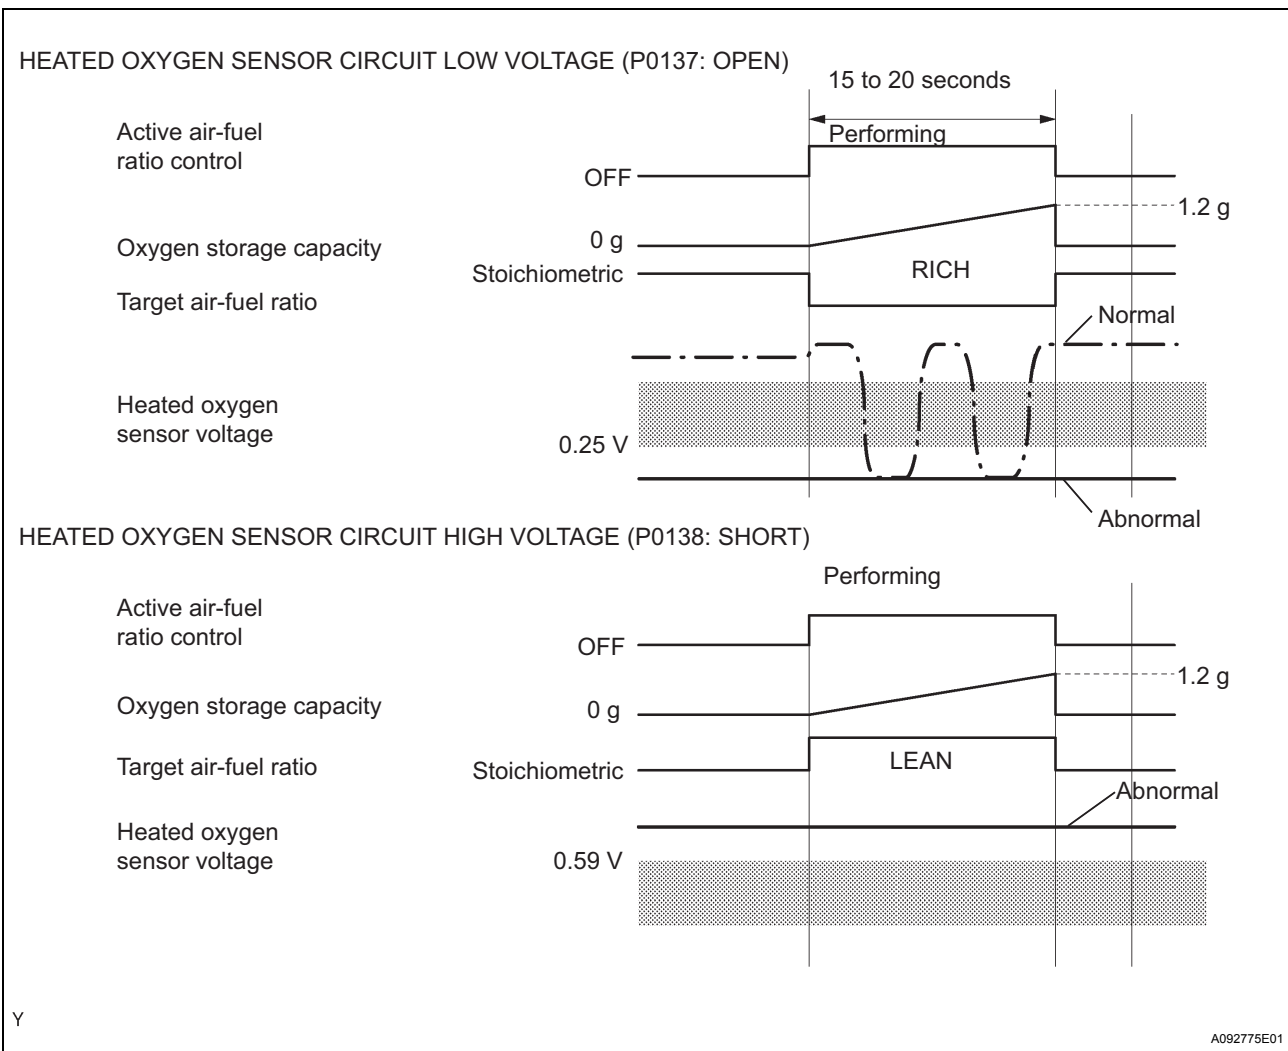 HEATED OXYGEN SENSOR CIRCUIT LOW VOLTAGE (P0137: OPEN)
15 to 20 seconds
Active air-fuel
ratio control
Performing
OFF
1.2 g
Oxygen storage capacity
0 g
Stoichiometric
RICH
Target air-fuel ratio
Normal
Heated oxygen
sensor voltage
0.25 V
Abnormal
HEATED OXYGEN SENSOR CIRCUIT HIGH VOLTAGE (P0138: SHORT)
Performing
Active air-fuel
ratio control
OFF
1.2 g
Oxygen storage capacity
0 g
Target air-fuel ratio
Stoichiometric
LEAN
Abnormal
Heated oxygen
sensor voltage
0.59 V
Y
A092775E01